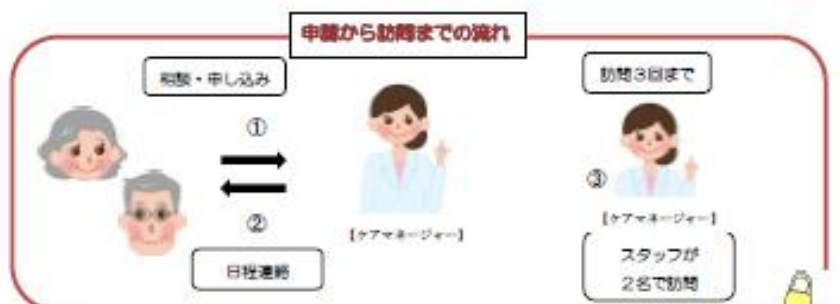 申請から訪問までの流れ
相談・申し込み
訪問3回まで
①
②
③
【ケアマネージャー】
【ケアマネージャー】
日程連絡
スタッフが
2名で訪問